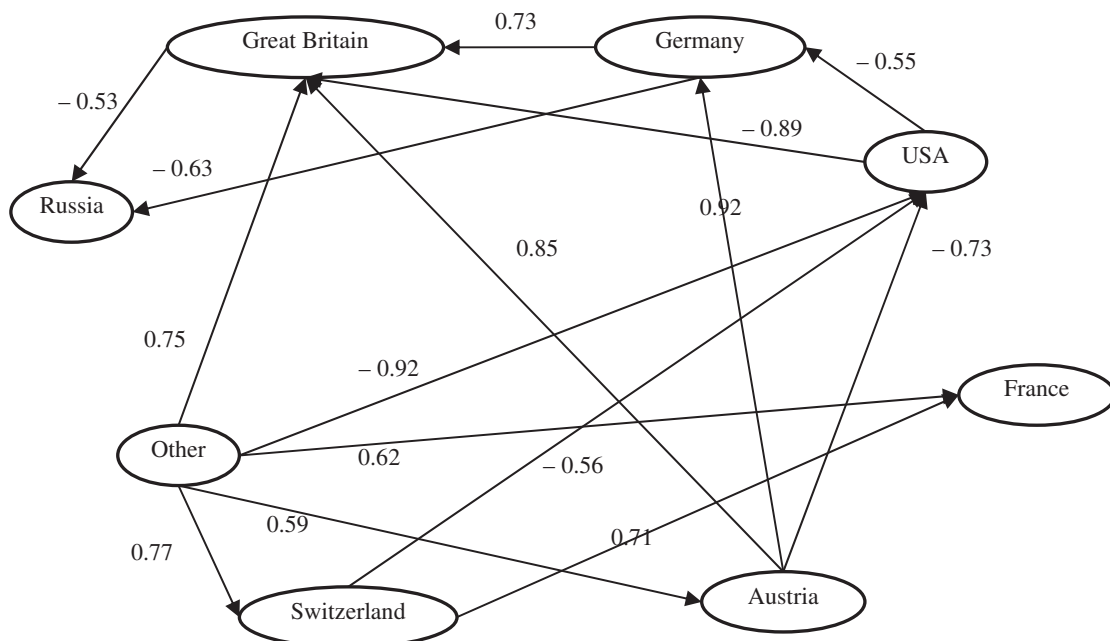 0.73
Great Britain
Germany
– 0.55
– 0.53
– 0.89
USA
– 0.63
Russia
0.92
0.85
– 0.73
0.75
– 0.92
France
Other
0.62
– 0.56
0.59
0.71
0.77
Austria
Switzerland